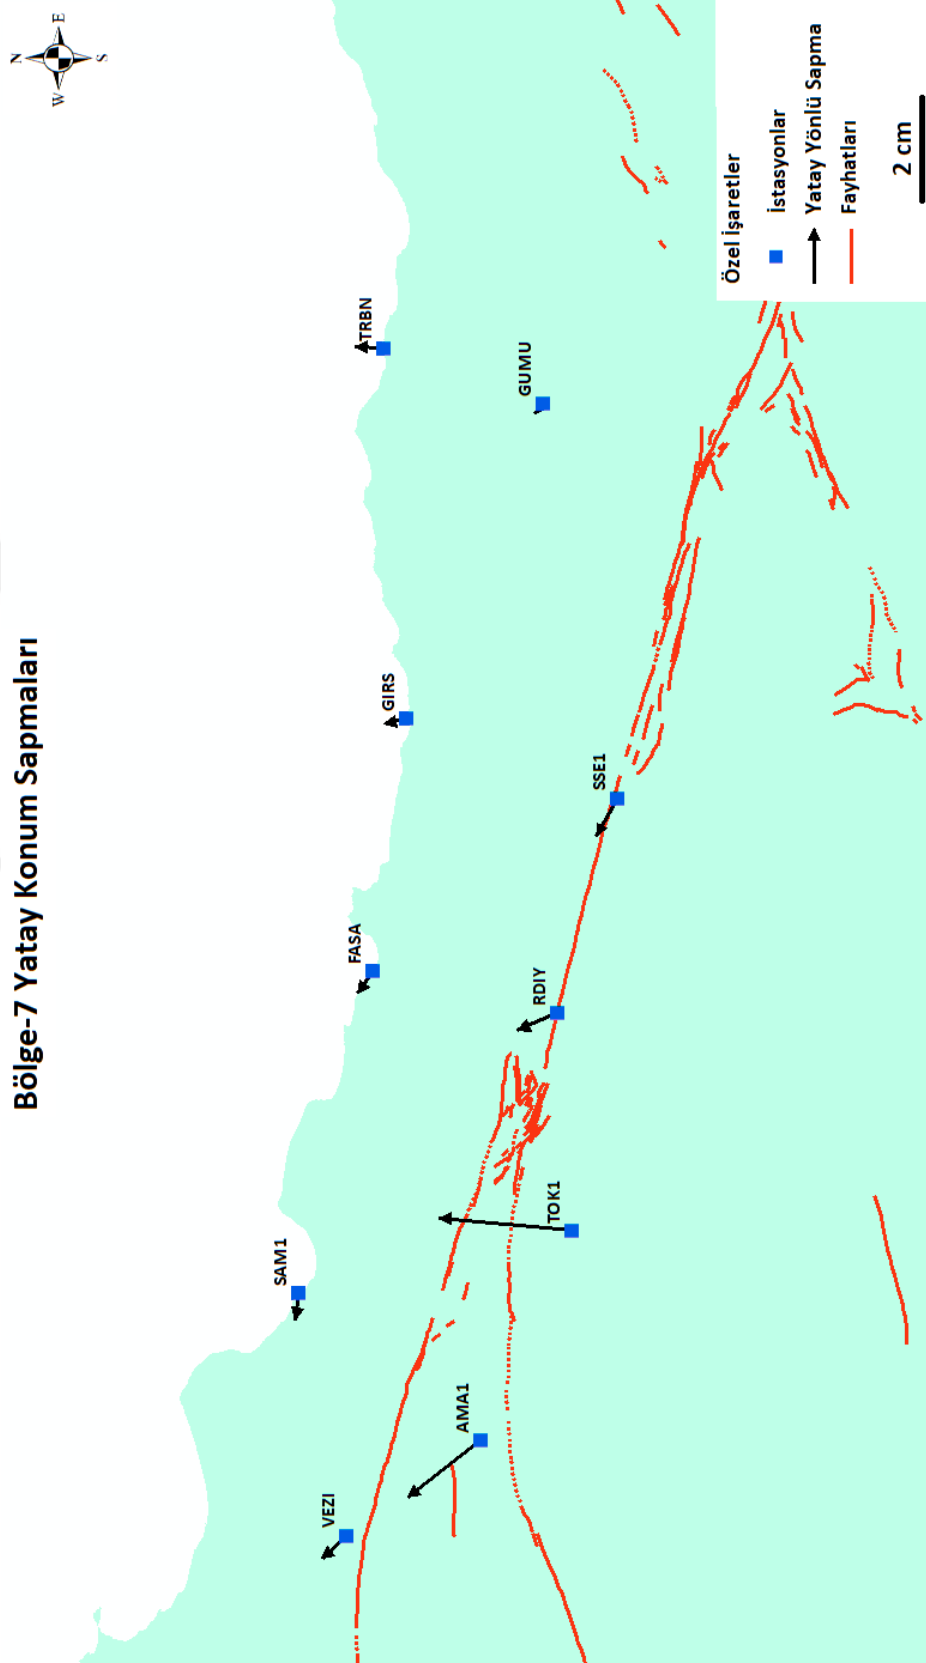 Bölge-7 Yatay Konum Sapmaları
N
E
W
S
VEZI
SAM1
AMA1
TOK1
FASA
RDIY
GIRS
SSE1
TRBN
GUMU
Özel İşaretler
İstasyonlar
Yatay Yönlü Sapma
Fayhatları
2 cm